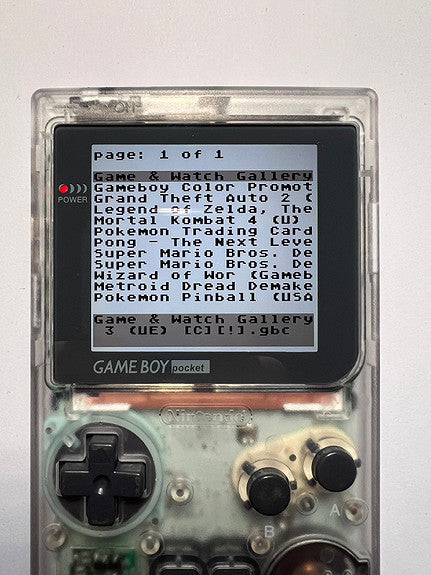 page: 1 of 1
Game & Watch Gallery
Gameboy Color Promot
Grand Theft Auto 2 (
Legend of Zelda, The
Mortal Kombat 4 (U)
Pokemon Trading Card
Pong - The Next Leve
Super Mario Bros. De
Super Mario Bros. De
Wizard of Wor (Gameb
Metroid Dread Demake
Pokemon Pinball (USA
Game & Watch Gallery
3 (UE) [C][!].gbc
POWER
GAME BOY pocket
Nintendo
B
A